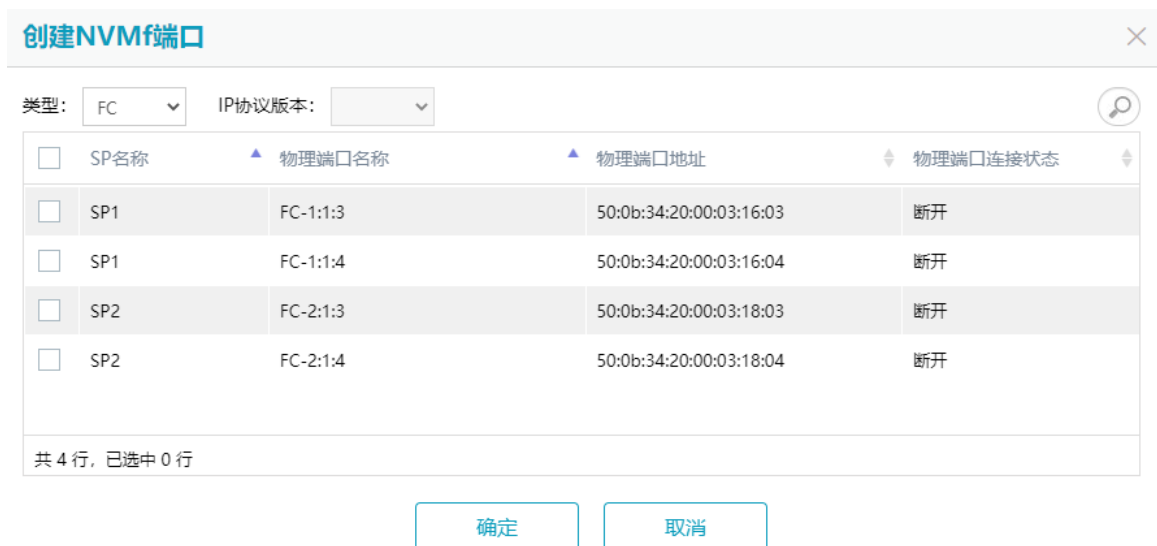 创建NVMf端口
类型： FC IP协议版本：
SP名称 物理端口名称 物理端口地址 物理端口连接状态
SP1 FC-1:1:3 50:0b:34:20:00:03:16:03 断开
SP1 FC-1:1:4 50:0b:34:20:00:03:16:04 断开
SP2 FC-2:1:3 50:0b:34:20:00:03:18:03 断开
SP2 FC-2:1:4 50:0b:34:20:00:03:18:04 断开
共 4 行，已选中 0 行
确定 取消